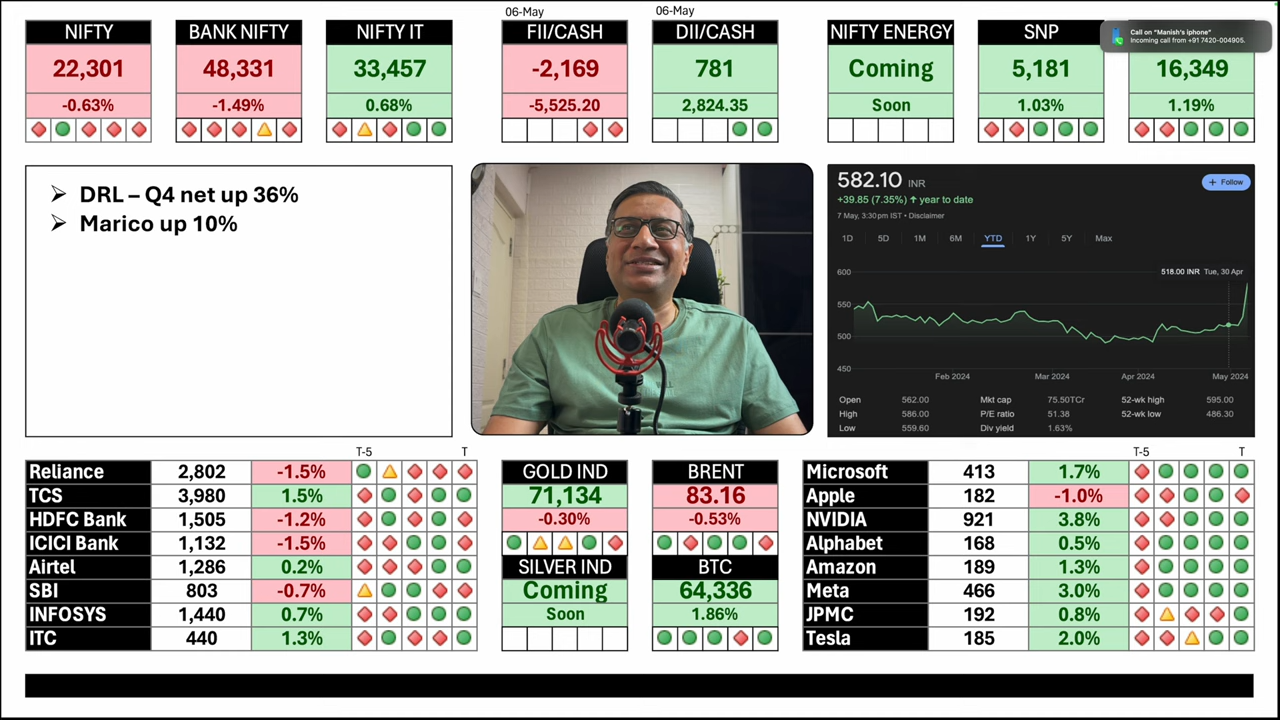 06-May
06-May
NIFTY
22,301
-0.63%
BANK NIFTY
48,331
-1.49%
NIFTY IT
33,457
0.68%
FII/CASH
-2,169
-5,525.20
DII/CASH
781
2,824.35
NIFTY ENERGY
Coming
Soon
SNP
5,181
1.03%
16,349
1.19%
Call on “Manish's iphone”
Incoming call from +91 7420-004905.
➢ DRL – Q4 net up 36%
➢ Marico up 10%
582.10 INR
+ Follow
+39.85 (7.35%) ↑ year to date
7 May, 3:30 pm IST • Disclaimer
1D 5D 1M 6M YTD 1Y 5Y Max
518.00 INR Tue, 30 Apr
600
550
500
450
Feb 2024 Mar 2024 Apr 2024 May 2024
Open 562.00 Mkt cap 75.50TCr 52-wk high 595.00
High 586.00 P/E ratio 51.38 52-wk low 486.30
Low 559.60 Div yield 1.63%
T-5 T
Reliance 2,802 -1.5%
TCS 3,980 1.5%
HDFC Bank 1,505 -1.2%
ICICI Bank 1,132 -1.5%
Airtel 1,286 0.2%
SBI 803 -0.7%
INFOSYS 1,440 0.7%
ITC 440 1.3%
GOLD IND
71,134
-0.30%
SILVER IND
Coming
Soon
BRENT
83.16
-0.53%
BTC
64,336
1.86%
T-5 T
Microsoft 413 1.7%
Apple 182 -1.0%
NVIDIA 921 3.8%
Alphabet 168 0.5%
Amazon 189 1.3%
Meta 466 3.0%
JPMC 192 0.8%
Tesla 185 2.0%